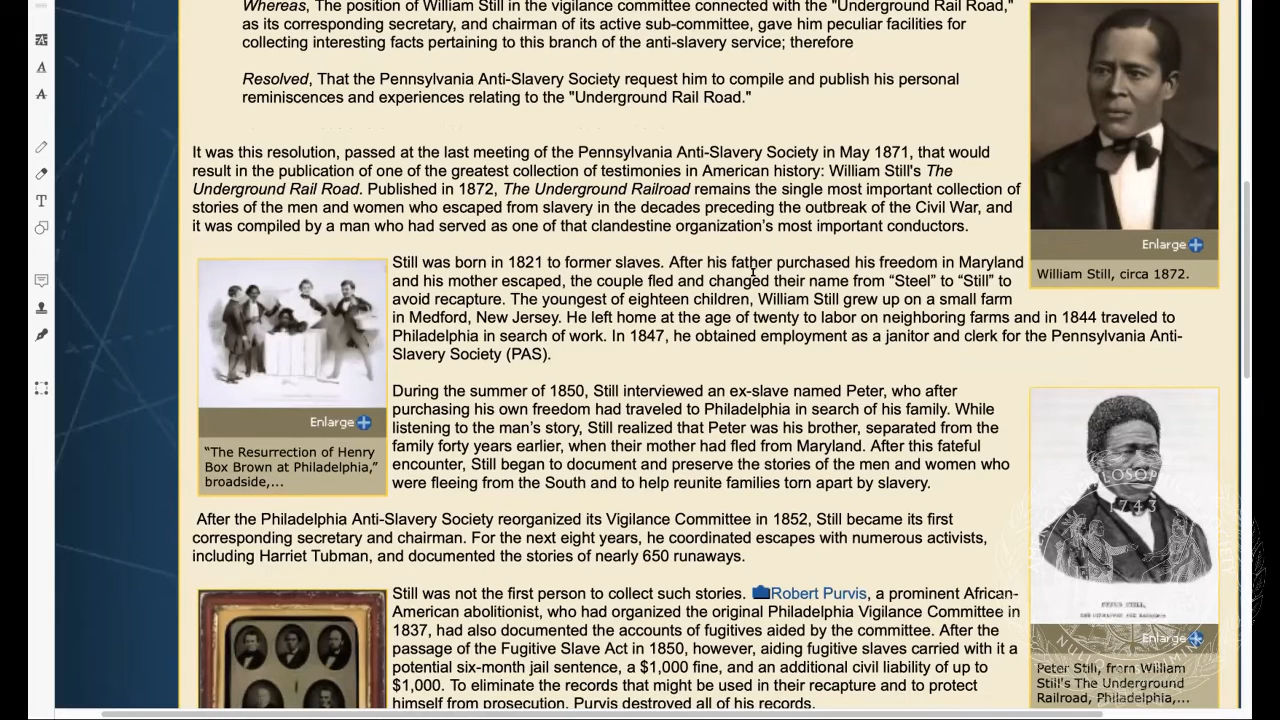 Whereas, The position of William Still in the vigilance committee connected with the "Underground Rail Road,"
as its corresponding secretary, and chairman of its active sub-committee, gave him peculiar facilities for
collecting interesting facts pertaining to this branch of the anti-slavery service; therefore
Resolved, That the Pennsylvania Anti-Slavery Society request him to compile and publish his personal
reminiscences and experiences relating to the "Underground Rail Road."
Enlarge
William Still, circa 1872.
It was this resolution, passed at the last meeting of the Pennsylvania Anti-Slavery Society in May 1871, that would
result in the publication of one of the greatest collection of testimonies in American history: William Still's The
Underground Rail Road. Published in 1872, The Underground Railroad remains the single most important collection of
stories of the men and women who escaped from slavery in the decades preceding the outbreak of the Civil War, and
it was compiled by a man who had served as one of that clandestine organization's most important conductors.
Still was born in 1821 to former slaves. After his father purchased his freedom in Maryland
and his mother escaped, the couple fled and changed their name from “Steel” to “Still” to
avoid recapture. The youngest of eighteen children, William Still grew up on a small farm
in Medford, New Jersey. He left home at the age of twenty to labor on neighboring farms and in 1844 traveled to
Philadelphia in search of work. In 1847, he obtained employment as a janitor and clerk for the Pennsylvania Anti-
Slavery Society (PAS).
Enlarge
“The Resurrection of Henry
Box Brown at Philadelphia,”
broadside,...
During the summer of 1850, Still interviewed an ex-slave named Peter, who after
purchasing his own freedom had traveled to Philadelphia in search of his family. While
listening to the man's story, Still realized that Peter was his brother, separated from the
family forty years earlier, when their mother had fled from Maryland. After this fateful
encounter, Still began to document and preserve the stories of the men and women who
were fleeing from the South and to help reunite families torn apart by slavery.
After the Philadelphia Anti-Slavery Society reorganized its Vigilance Committee in 1852, Still became its first
corresponding secretary and chairman. For the next eight years, he coordinated escapes with numerous activists,
including Harriet Tubman, and documented the stories of nearly 650 runaways.
Still was not the first person to collect such stories. Robert Purvis, a prominent African-
American abolitionist, who had organized the original Philadelphia Vigilance Committee in
1837, had also documented the accounts of fugitives aided by the committee. After the
passage of the Fugitive Slave Act in 1850, however, aiding fugitive slaves carried with it a
potential six-month jail sentence, a $1,000 fine, and an additional civil liability of up to
$1,000. To eliminate the records that might be used in their recapture and to protect
himself from prosecution, Purvis destroyed all of his records.
1743
PETER STILL,
Enlarge
Peter Still, from William
Still's The Underground
Railroad, Philadelphia,...